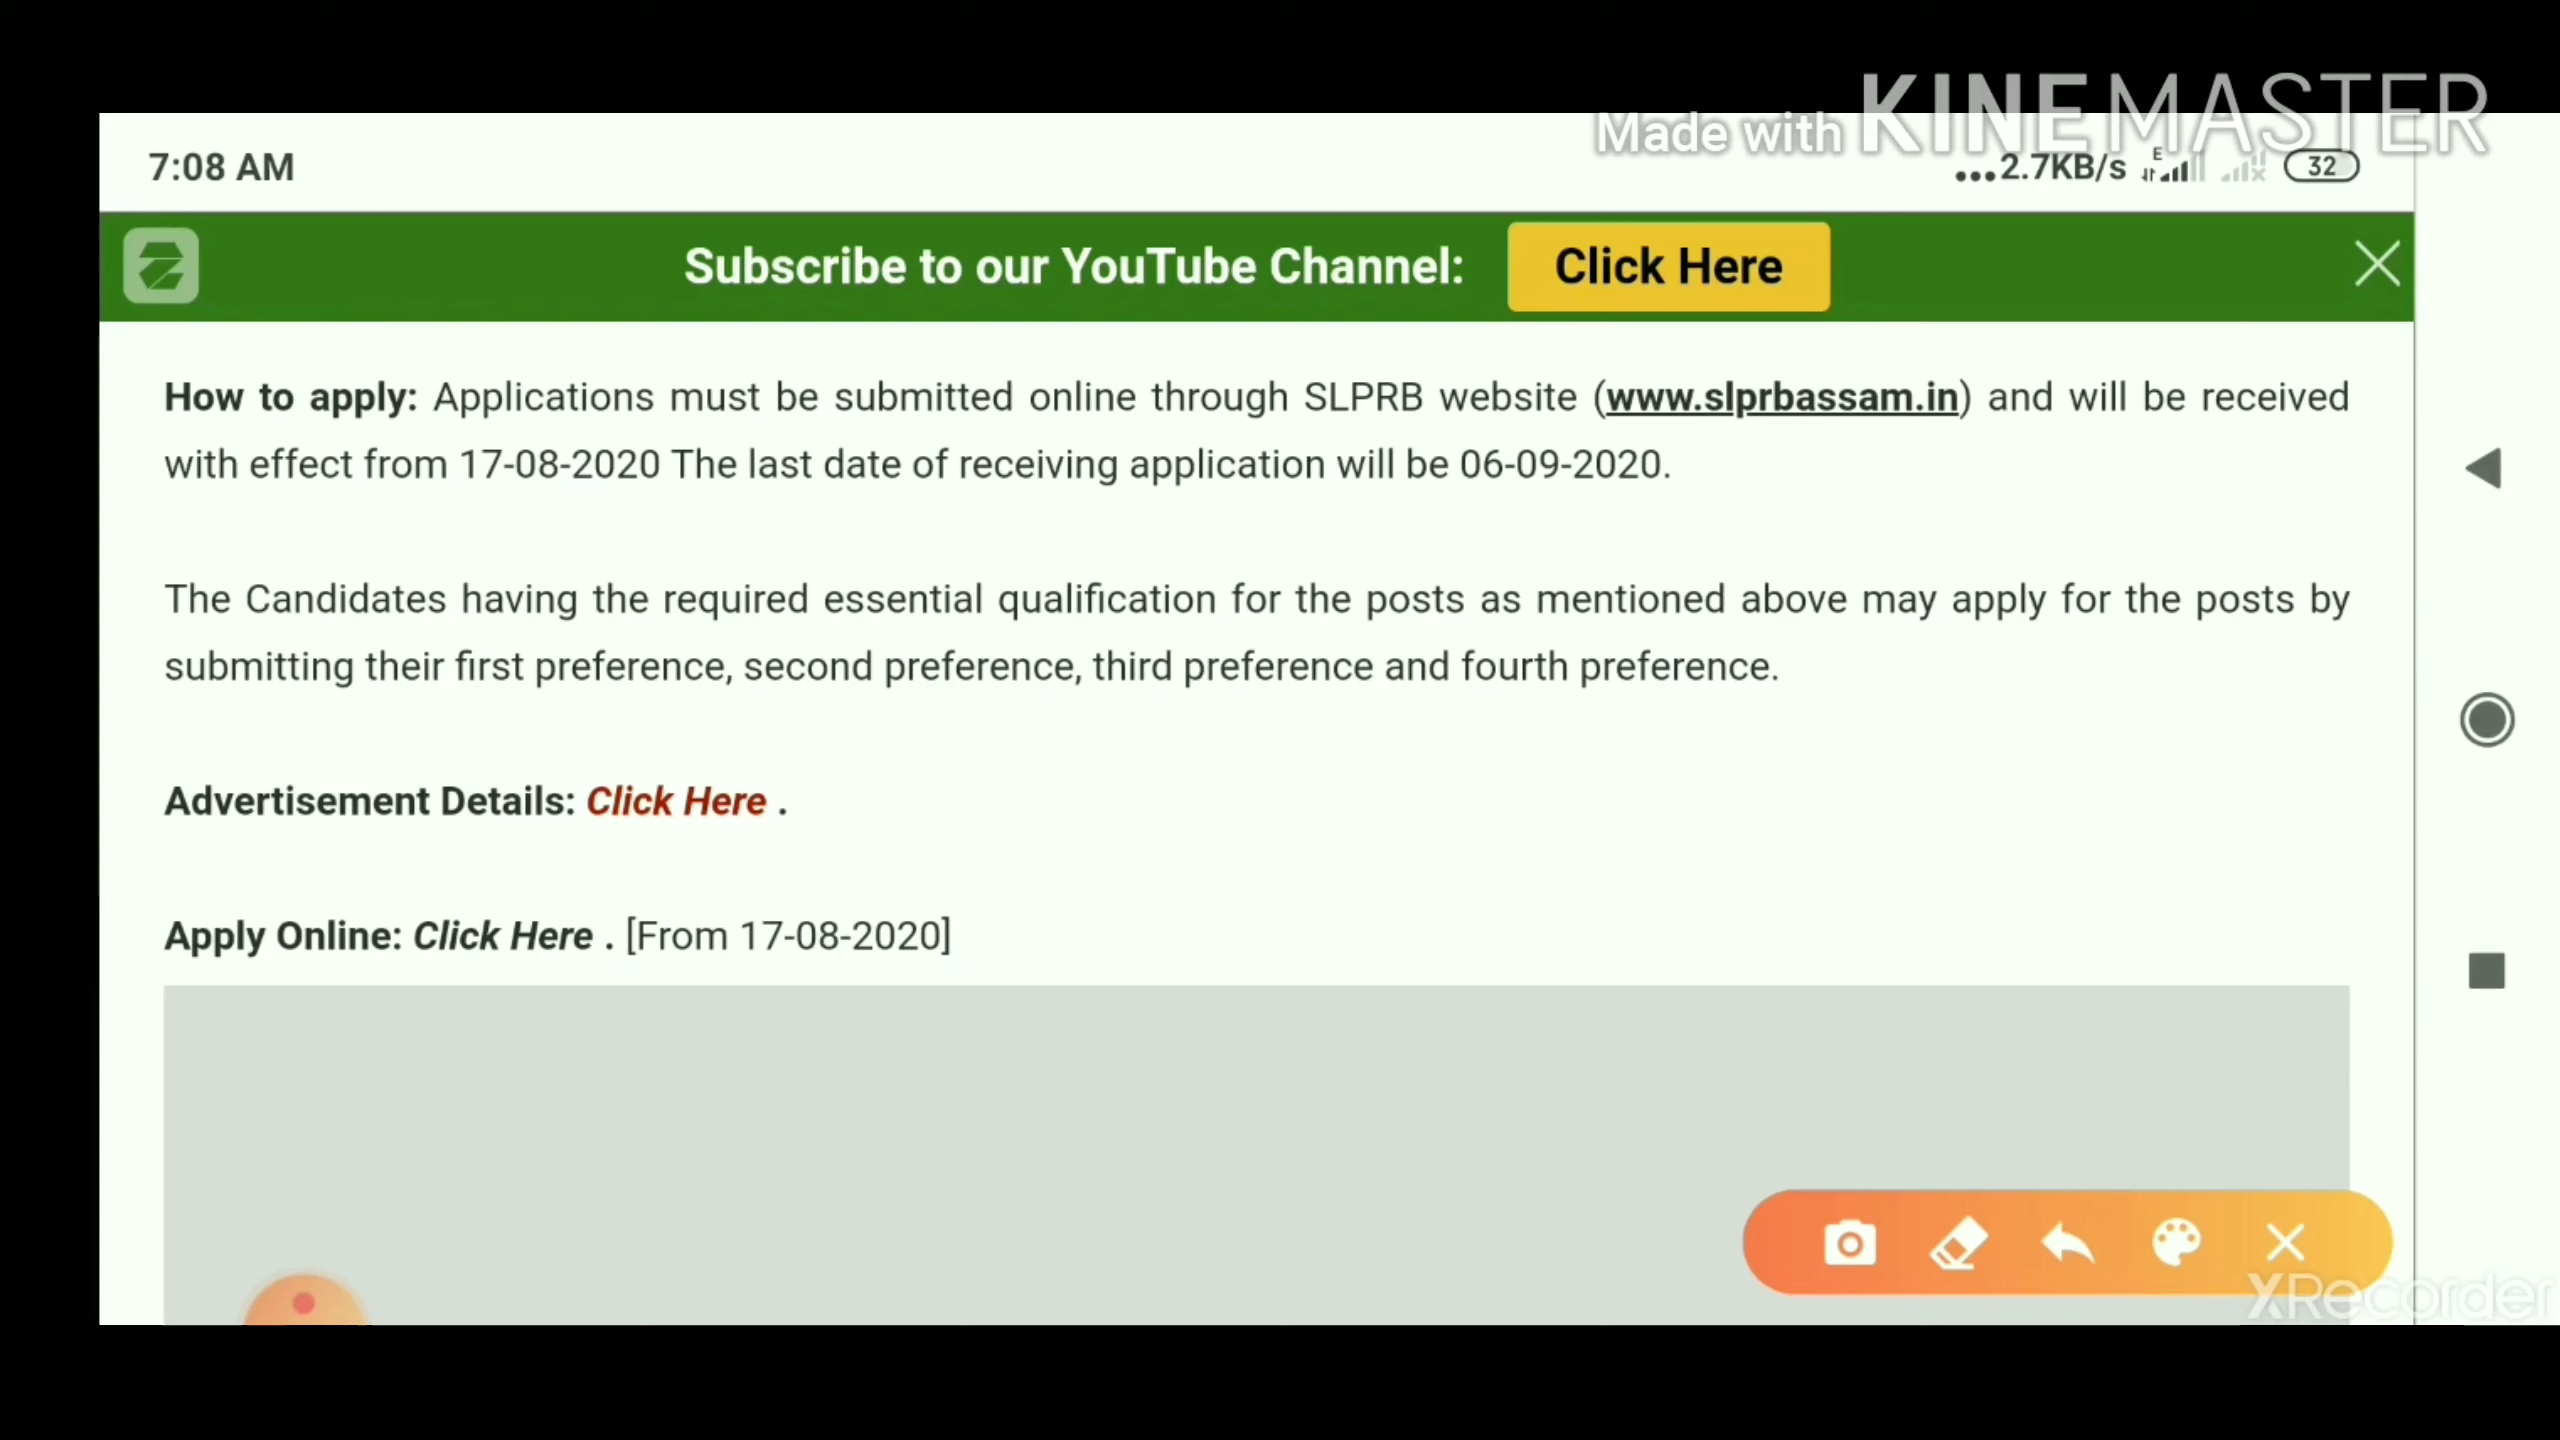 Made with KINEMASTER
7:08 AM ...2.7KB/s E 32
Subscribe to our YouTube Channel: Click Here
How to apply: Applications must be submitted online through SLPRB website (www.slprbassam.in) and will be received
with effect from 17-08-2020 The last date of receiving application will be 06-09-2020.
The Candidates having the required essential qualification for the posts as mentioned above may apply for the posts by
submitting their first preference, second preference, third preference and fourth preference.
Advertisement Details: Click Here .
Apply Online: Click Here . [From 17-08-2020]
XRecorder